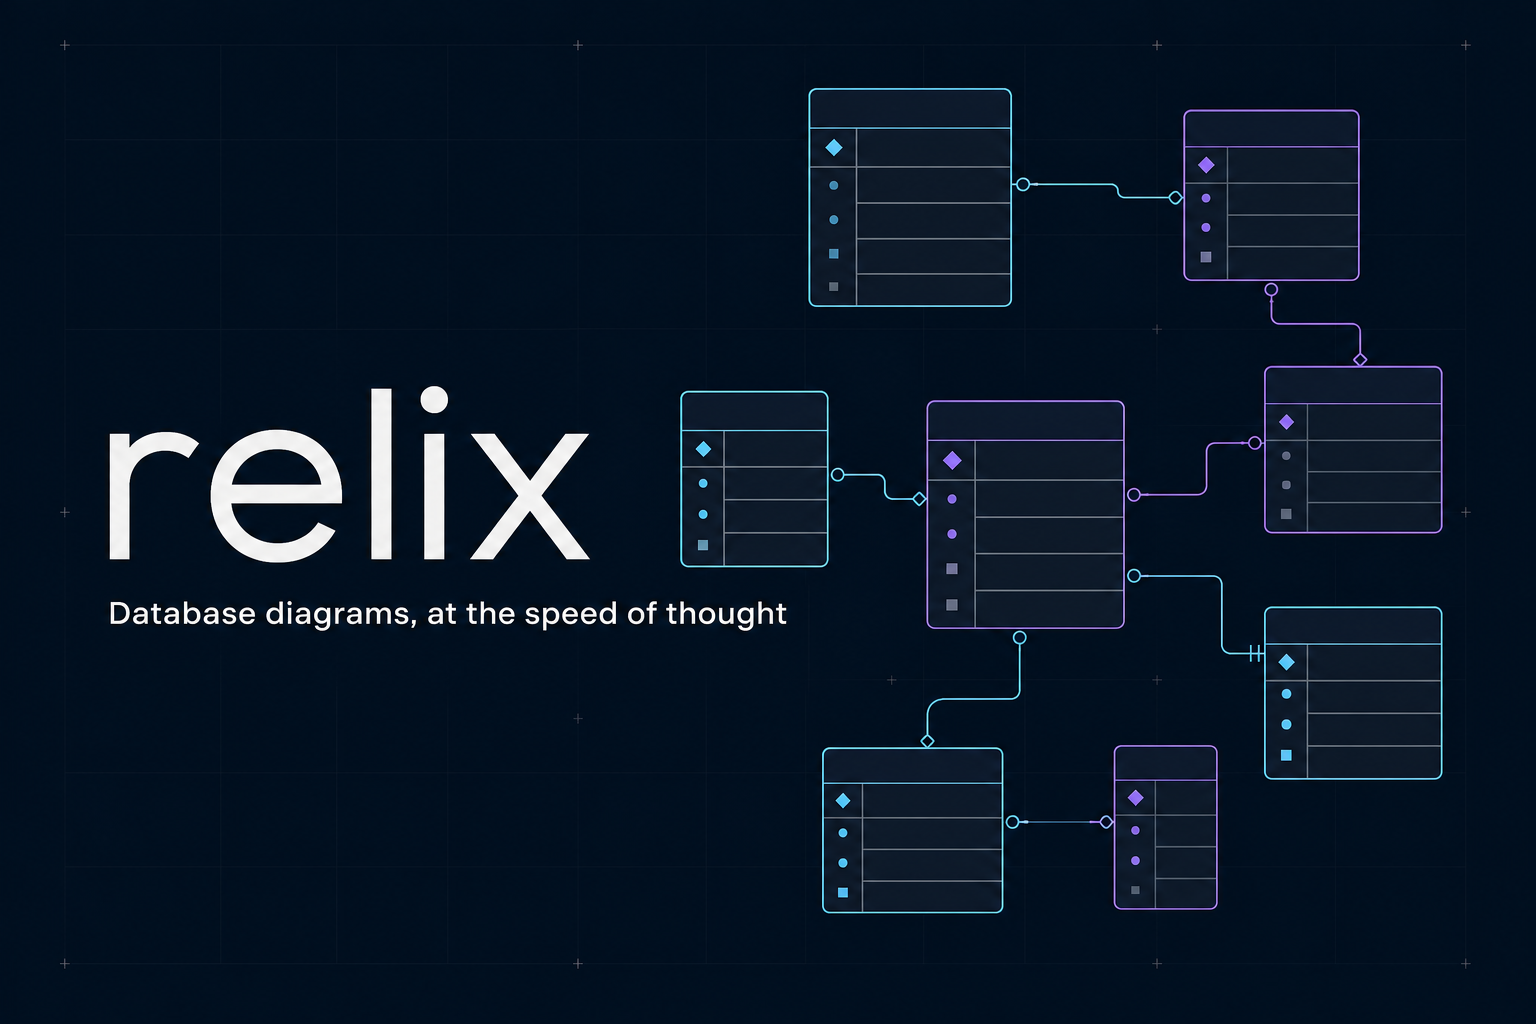 relix
Database diagrams, at the speed of thought